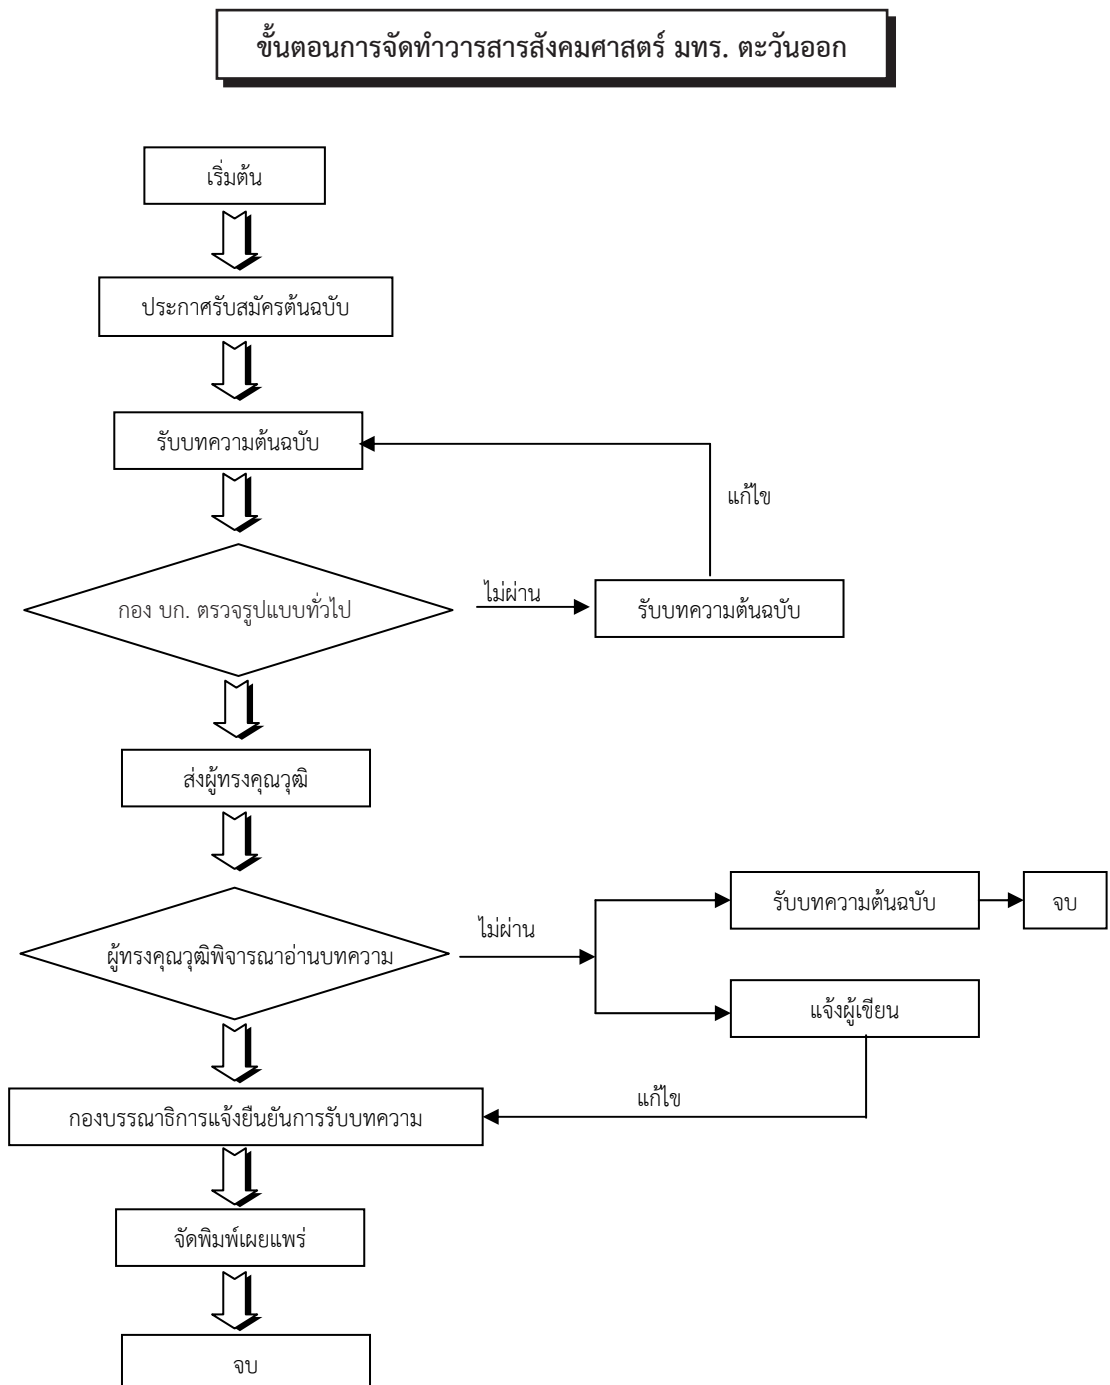 ขั้นตอนการจัดทำวารสารสังคมศาสตร์ มทร. ตะวันออก
เริ่มต้น
ประกาศรับสมัครต้นฉบับ
รับบทความต้นฉบับ
แก้ไข
กอง บก. ตรวจรูปแบบทั่วไป
ไม่ผ่าน
รับบทความต้นฉบับ
ส่งผู้ทรงคุณวุฒิ
ผู้ทรงคุณวุฒิพิจารณาอ่านบทความ
ไม่ผ่าน
รับบทความต้นฉบับ
จบ
แจ้งผู้เขียน
แก้ไข
กองบรรณาธิการแจ้งยืนยันการรับบทความ
จัดพิมพ์เผยแพร่
จบ